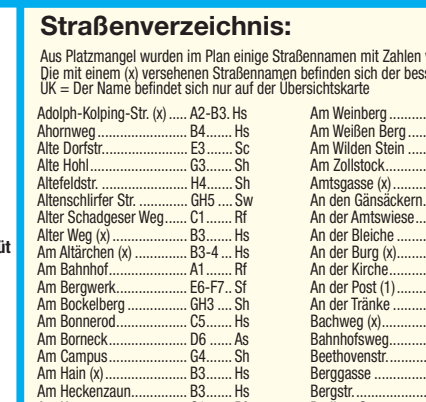 Straßenverzeichnis:
Aus Platzmangel wurden im Plan einige Straßennamen mit Zahlen
Die mit einem (x) versehenen Straßennamen befinden sich der
UK = Der Name befindet sich nur auf der Übersichtskarte
Adolph-Kolping-Str. (x) ..... A2-B3. Hs
Ahornweg ..... B4 ..... Hs
Alte Dorfstr. ..... E3 ..... Sc
Alte Hohl ..... G3 ..... Sh
Altefeldstr. ..... H4 ..... Sh
Altenschlirfer Str. ..... GH5 .... Sw
Alter Schadgeser Weg ..... C1 ..... Rf
Alter Weg (x) ..... B3 ..... Hs
Am Altärchen (x) ..... B3-4 ... Hs
Am Bahnhof ..... A1 ..... Rf
Am Bergwerk ..... E6-F7.. Sf
Am Bockelberg ..... GH3 .... Sh
Am Bonnerod ..... C5 ..... Hs
Am Borneck ..... D6 ..... As
Am Campus ..... G4 ..... Sh
Am Hain (x) ..... B3 ..... Hs
Am Heckenzaun ..... B3 ..... Hs
Am Weinberg .....
Am Weißen Berg .....
Am Wilden Stein .....
Am Zollstock .....
Amtsgasse (x) .....
An den Gänsäckern.
An der Amtswiese ...
An der Bleiche .....
An der Burg (x) .....
An der Kirche .....
An der Post (1) .....
An der Tränke .....
Bachweg (x) .....
Bahnhofsweg .....
Beethovenstr. .....
Berggasse .....
Bergstr. .....